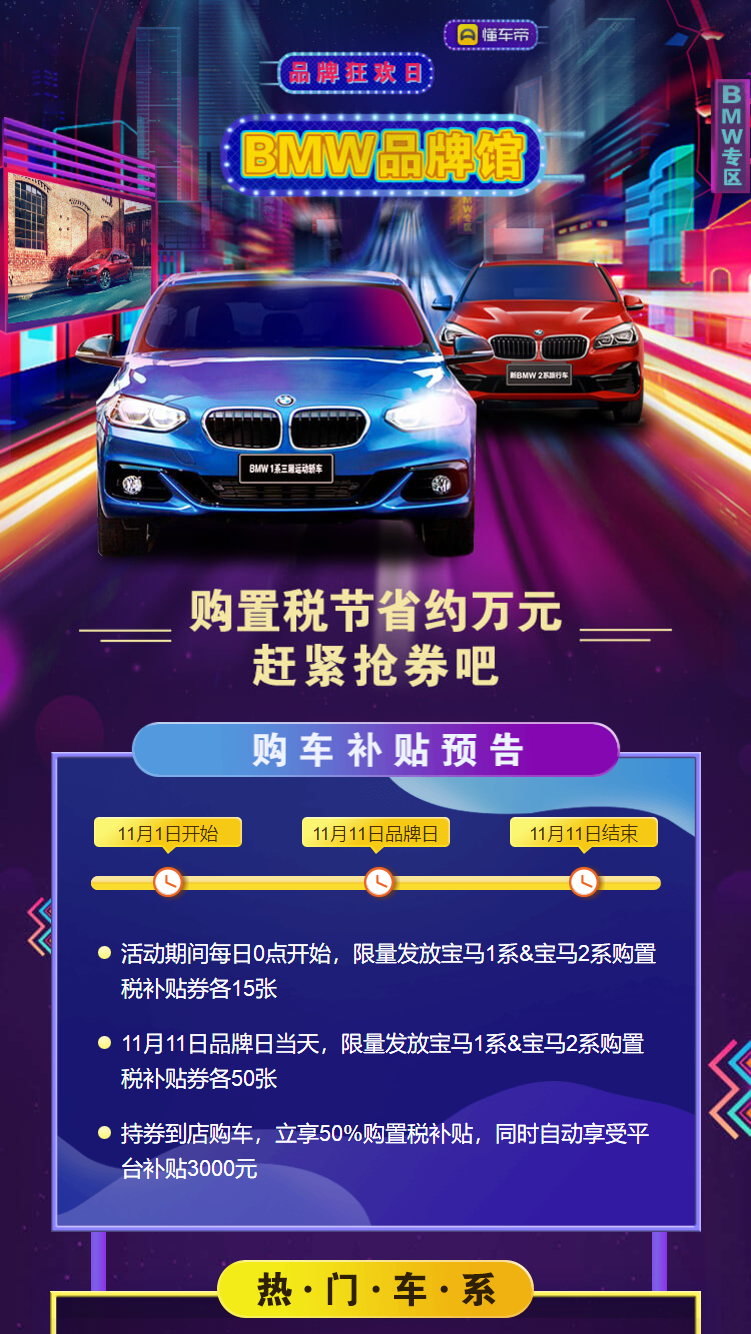 懂车帝
品牌狂欢日
BMW品牌馆
BMW专区
新BMW 2系旅行车
BMW 1系三厢运动轿车
购置税节省约万元
赶紧抢券吧
购车补贴预告
11月1日开始
11月11日品牌日
11月11日结束
活动期间每日0点开始，限量发放宝马1系&宝马2系购置
税补贴券各15张
11月11日品牌日当天，限量发放宝马1系&宝马2系购置
税补贴券各50张
持券到店购车，立享50%购置税补贴，同时自动享受平
台补贴3000元
热·门·车·系